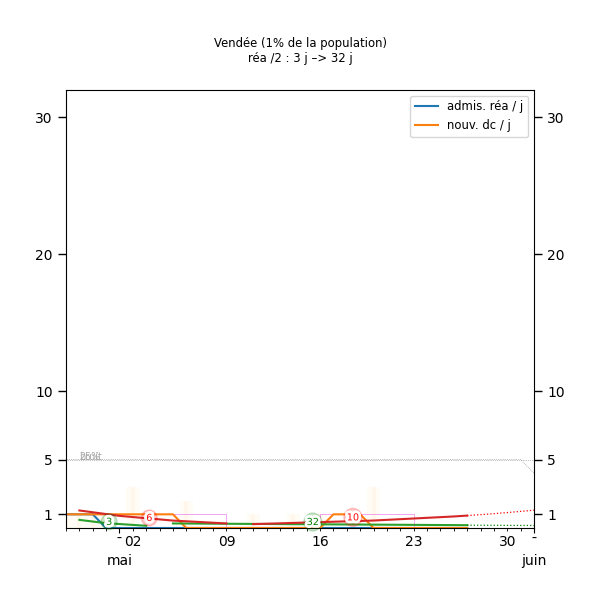 Vendée (1% de la population)
réa /2 : 3 j –> 32 j
admis. réa / j
nouv. dc / j
30 30
20 20
10 10
5 5
25%
1 1
3 6 32 10
02 09 16 23 30
mai juin